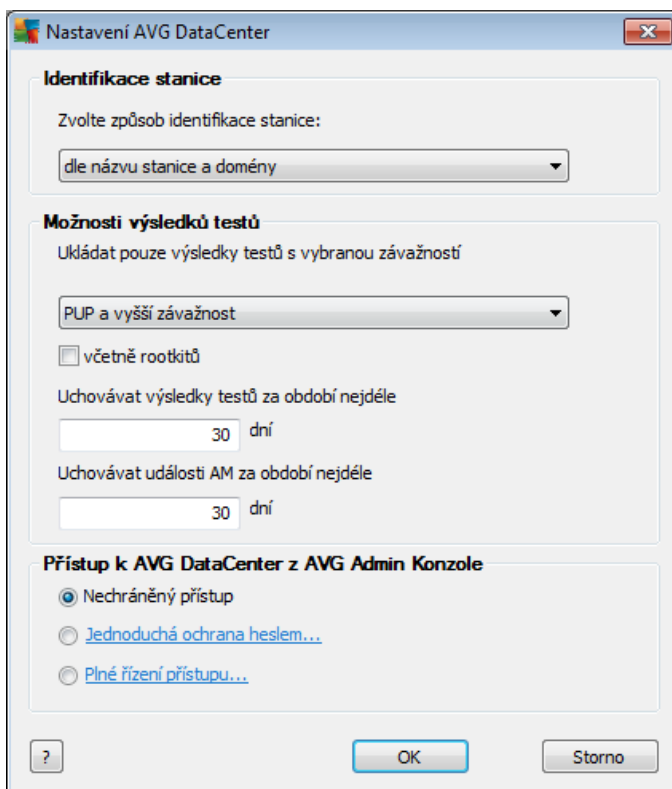 Nastavení AVG DataCenter
Identifikace stanice
Zvolte způsob identifikace stanice:
dle názvu stanice a domény
Možnosti výsledků testů
Ukládat pouze výsledky testů s vybranou závažností
PUP a vyšší závažnost
včetně rootkitů
Uchovávat výsledky testů za období nejdéle
30 dní
Uchovávat události AM za období nejdéle
30 dní
Přístup k AVG DataCenter z AVG Admin Konzole
Nechráněný přístup
Jednoduchá ochrana heslem...
Plné řízení přístupu...
? OK Storno